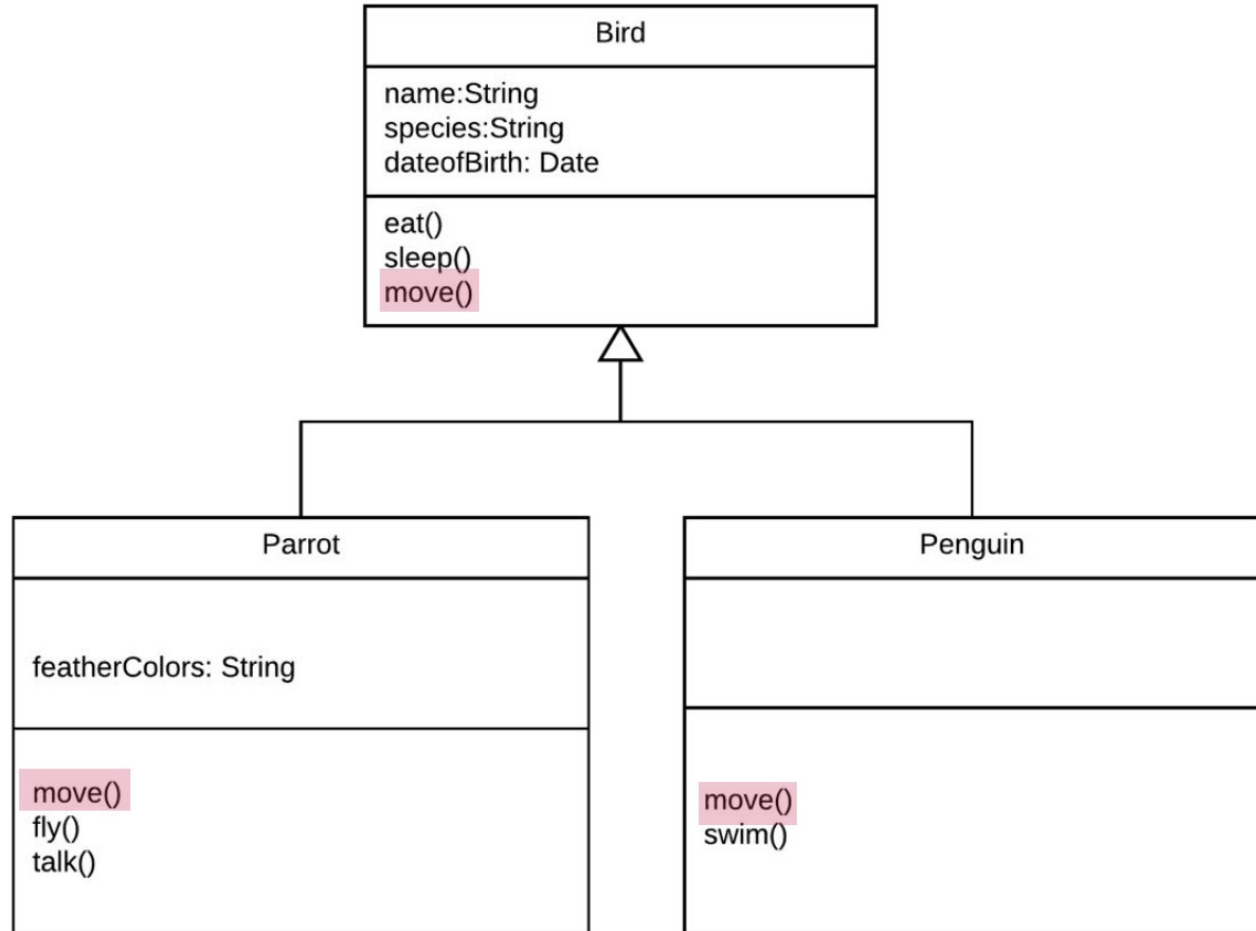 Bird
name:String
species:String
dateofBirth: Date
eat()
sleep()
move()
Parrot
featherColors: String
move()
fly()
talk()
Penguin
move()
swim()